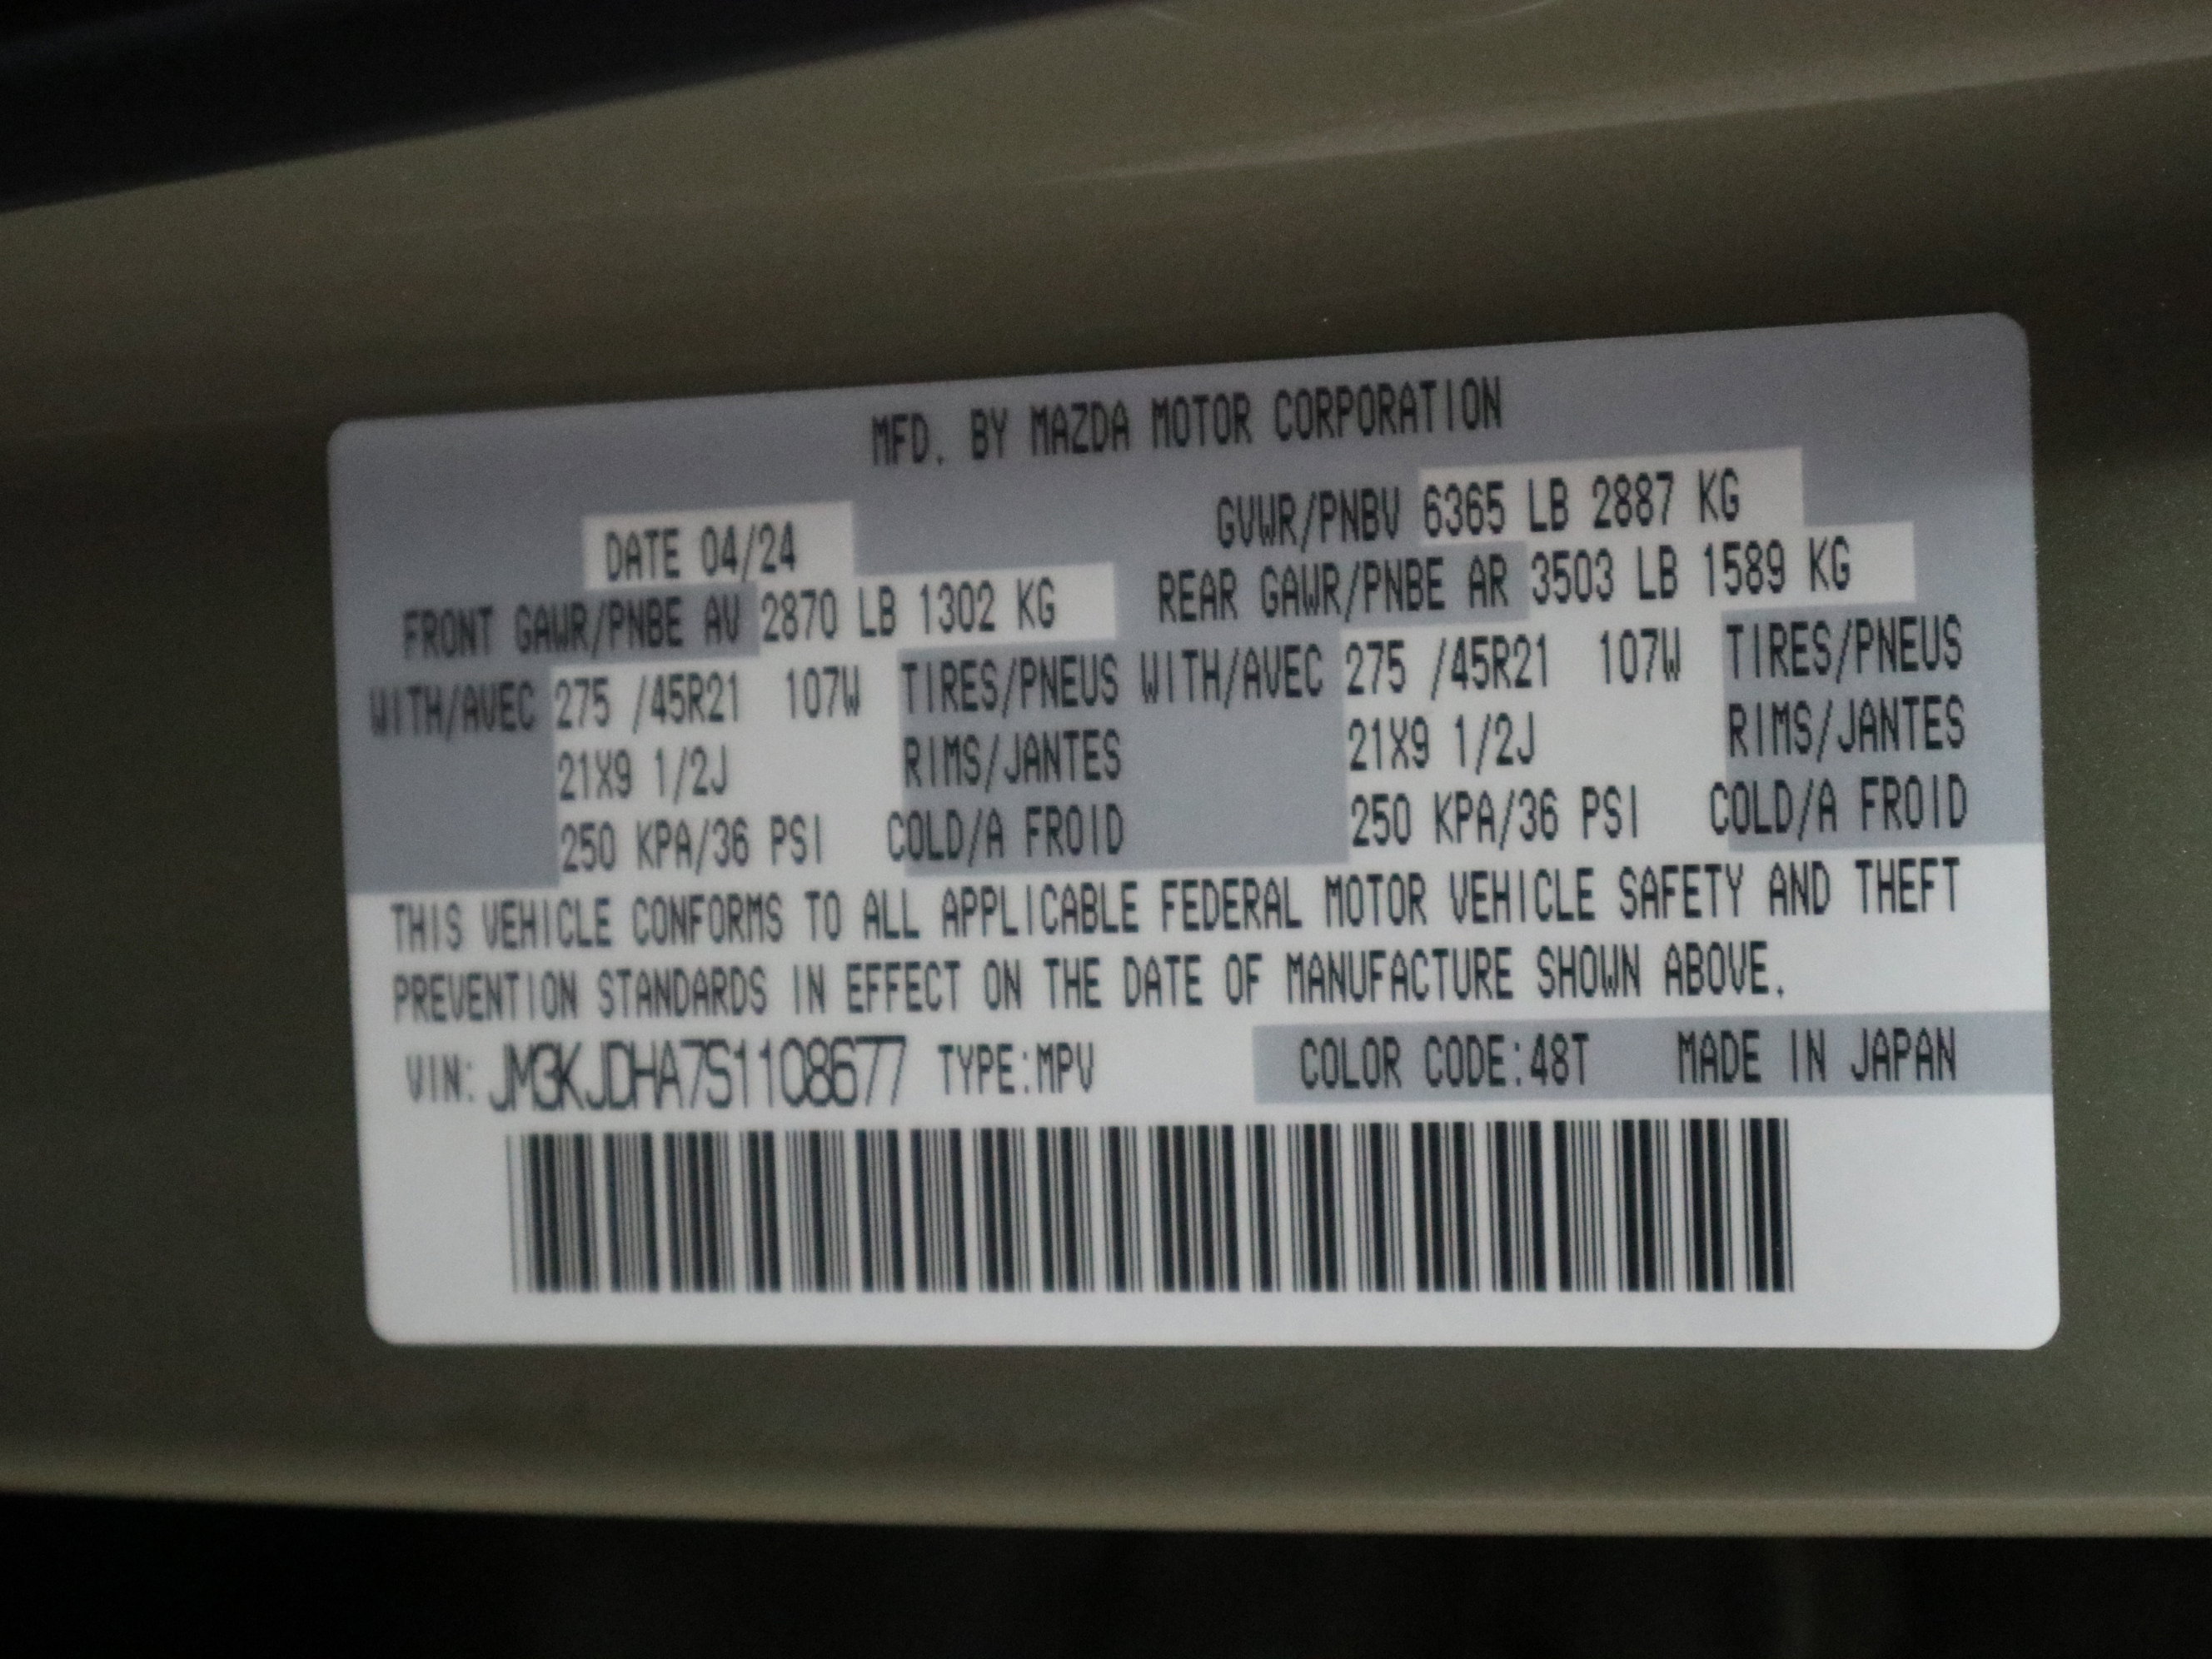 MFD. BY MAZDA MOTOR CORPORATION
DATE 04/24 GVWR/PNBV 6365 LB 2887 KG
FRONT GAWR/PNBE AV 2870 LB 1302 KG REAR GAWR/PNBE AR 3503 LB 1589 KG
WITH/AVEC 275 /45R21 107W TIRES/PNEUS WITH/AVEC 275 /45R21 107W TIRES/PNEUS
21X9 1/2J RIMS/JANTES 21X9 1/2J RIMS/JANTES
250 KPA/36 PSI COLD/A FROID 250 KPA/36 PSI COLD/A FROID
THIS VEHICLE CONFORMS TO ALL APPLICABLE FEDERAL MOTOR VEHICLE SAFETY AND THEFT
PREVENTION STANDARDS IN EFFECT ON THE DATE OF MANUFACTURE SHOWN ABOVE.
VIN: JM3KJDHA7S1108677 TYPE:MPV COLOR CODE:48T MADE IN JAPAN